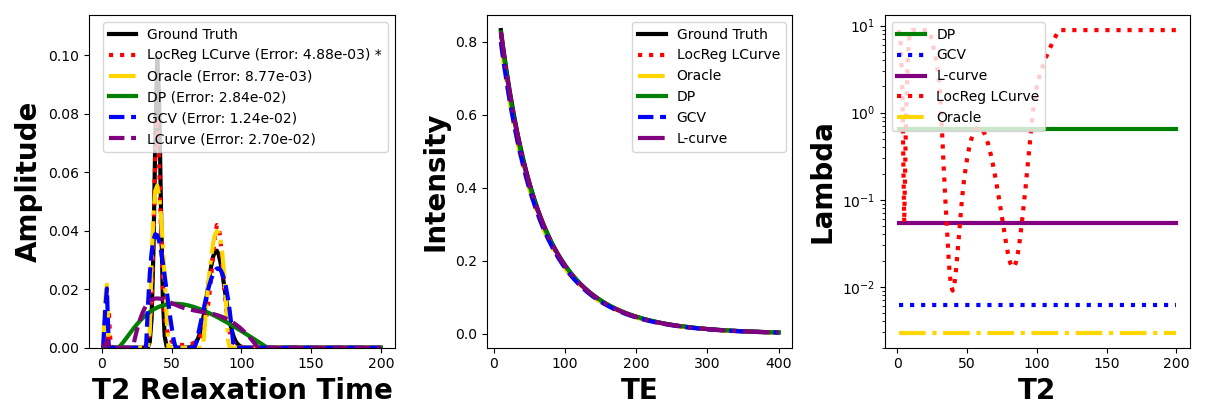 Amplitude
0.10
0.08
0.06
0.04
0.02
0.00
Ground Truth
LocReg LCurve (Error: 4.88e-03) *
Oracle (Error: 8.77e-03)
DP (Error: 2.84e-02)
GCV (Error: 1.24e-02)
LCurve (Error: 2.70e-02)
0 50 100 150 200
T2 Relaxation Time
Intensity
0.8
0.6
0.4
0.2
0.0
Ground Truth
LocReg LCurve
Oracle
DP
GCV
L-curve
0 100 200 300 400
TE
Lambda
10¹
10⁰
10⁻¹
10⁻²
DP
GCV
L-curve
LocReg LCurve
Oracle
0 50 100 150 200
T2